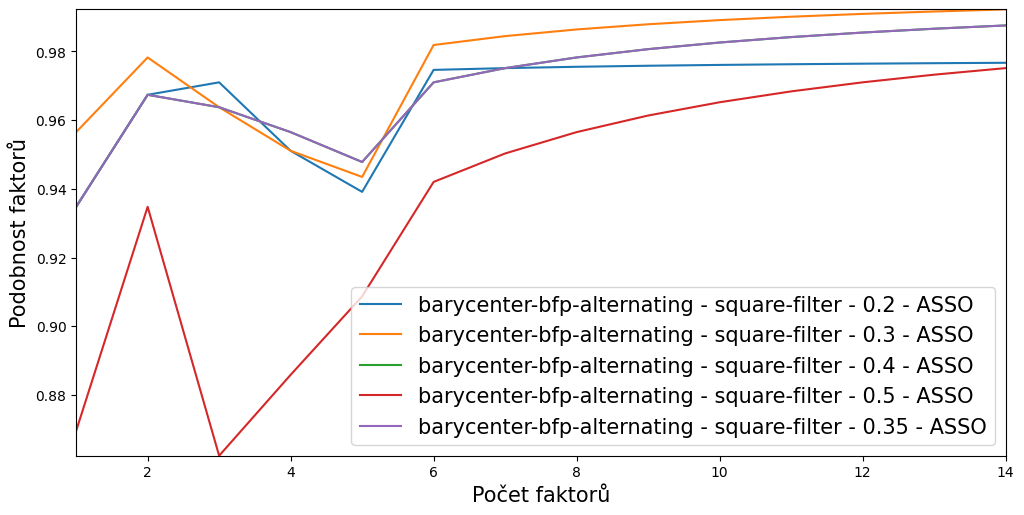 0.98
0.96
0.94
0.92
0.90
0.88
Podobnost faktorů
barycenter-bfp-alternating - square-filter - 0.2 - ASSO
barycenter-bfp-alternating - square-filter - 0.3 - ASSO
barycenter-bfp-alternating - square-filter - 0.4 - ASSO
barycenter-bfp-alternating - square-filter - 0.5 - ASSO
barycenter-bfp-alternating - square-filter - 0.35 - ASSO
2 4 6 8 10 12 14
Počet faktorů